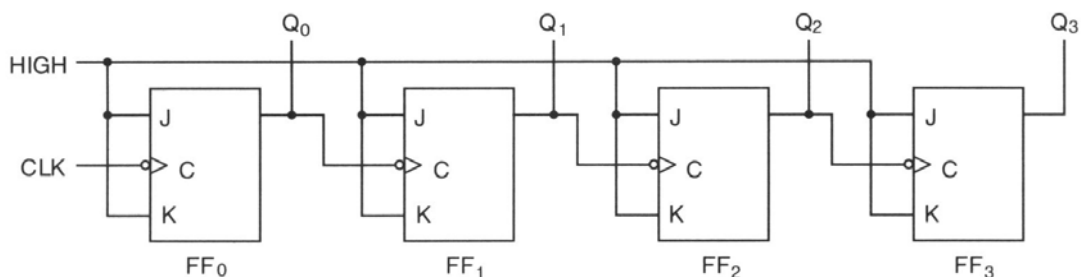 Q0 Q1 Q2 Q3
HIGH
J J J J
CLK C C C C
K K K K
FF0 FF1 FF2 FF3